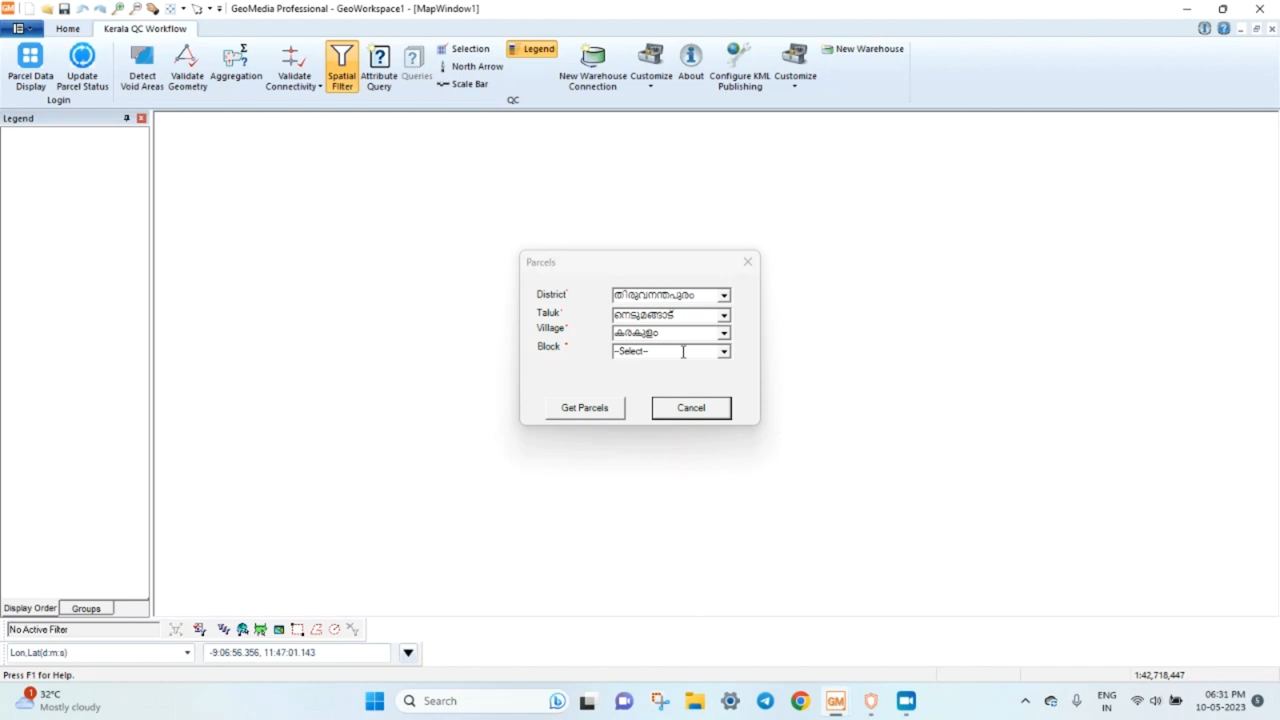 GM GeoMedia Professional - GeoWorkspace1 - [MapWindow1]
Home Kerala QC Workflow
Parcel Data Display
Update Parcel Status
Login
Detect Void Areas
Validate Geometry
Aggregation
Validate Connectivity
Spatial Filter
Attribute Query
Queries
Selection
North Arrow
Scale Bar
Legend
New Warehouse Connection
Customize
About
Configure KML Publishing
Customize
New Warehouse
QC
Legend
Parcels
District* തിരുവനന്തപുരം
Taluk* നെടുമങ്ങാട്
Village* കരകുളം
Block * --Select--
Get Parcels Cancel
Display Order Groups
No Active Filter
Lon,Lat(d:m:s) -9:06:56.356, 11:47:01.143
Press F1 for Help. 1:42,718,447
1 32°C
Mostly cloudy
Search
GM
ENG
IN
06:31 PM
10-05-2023
5